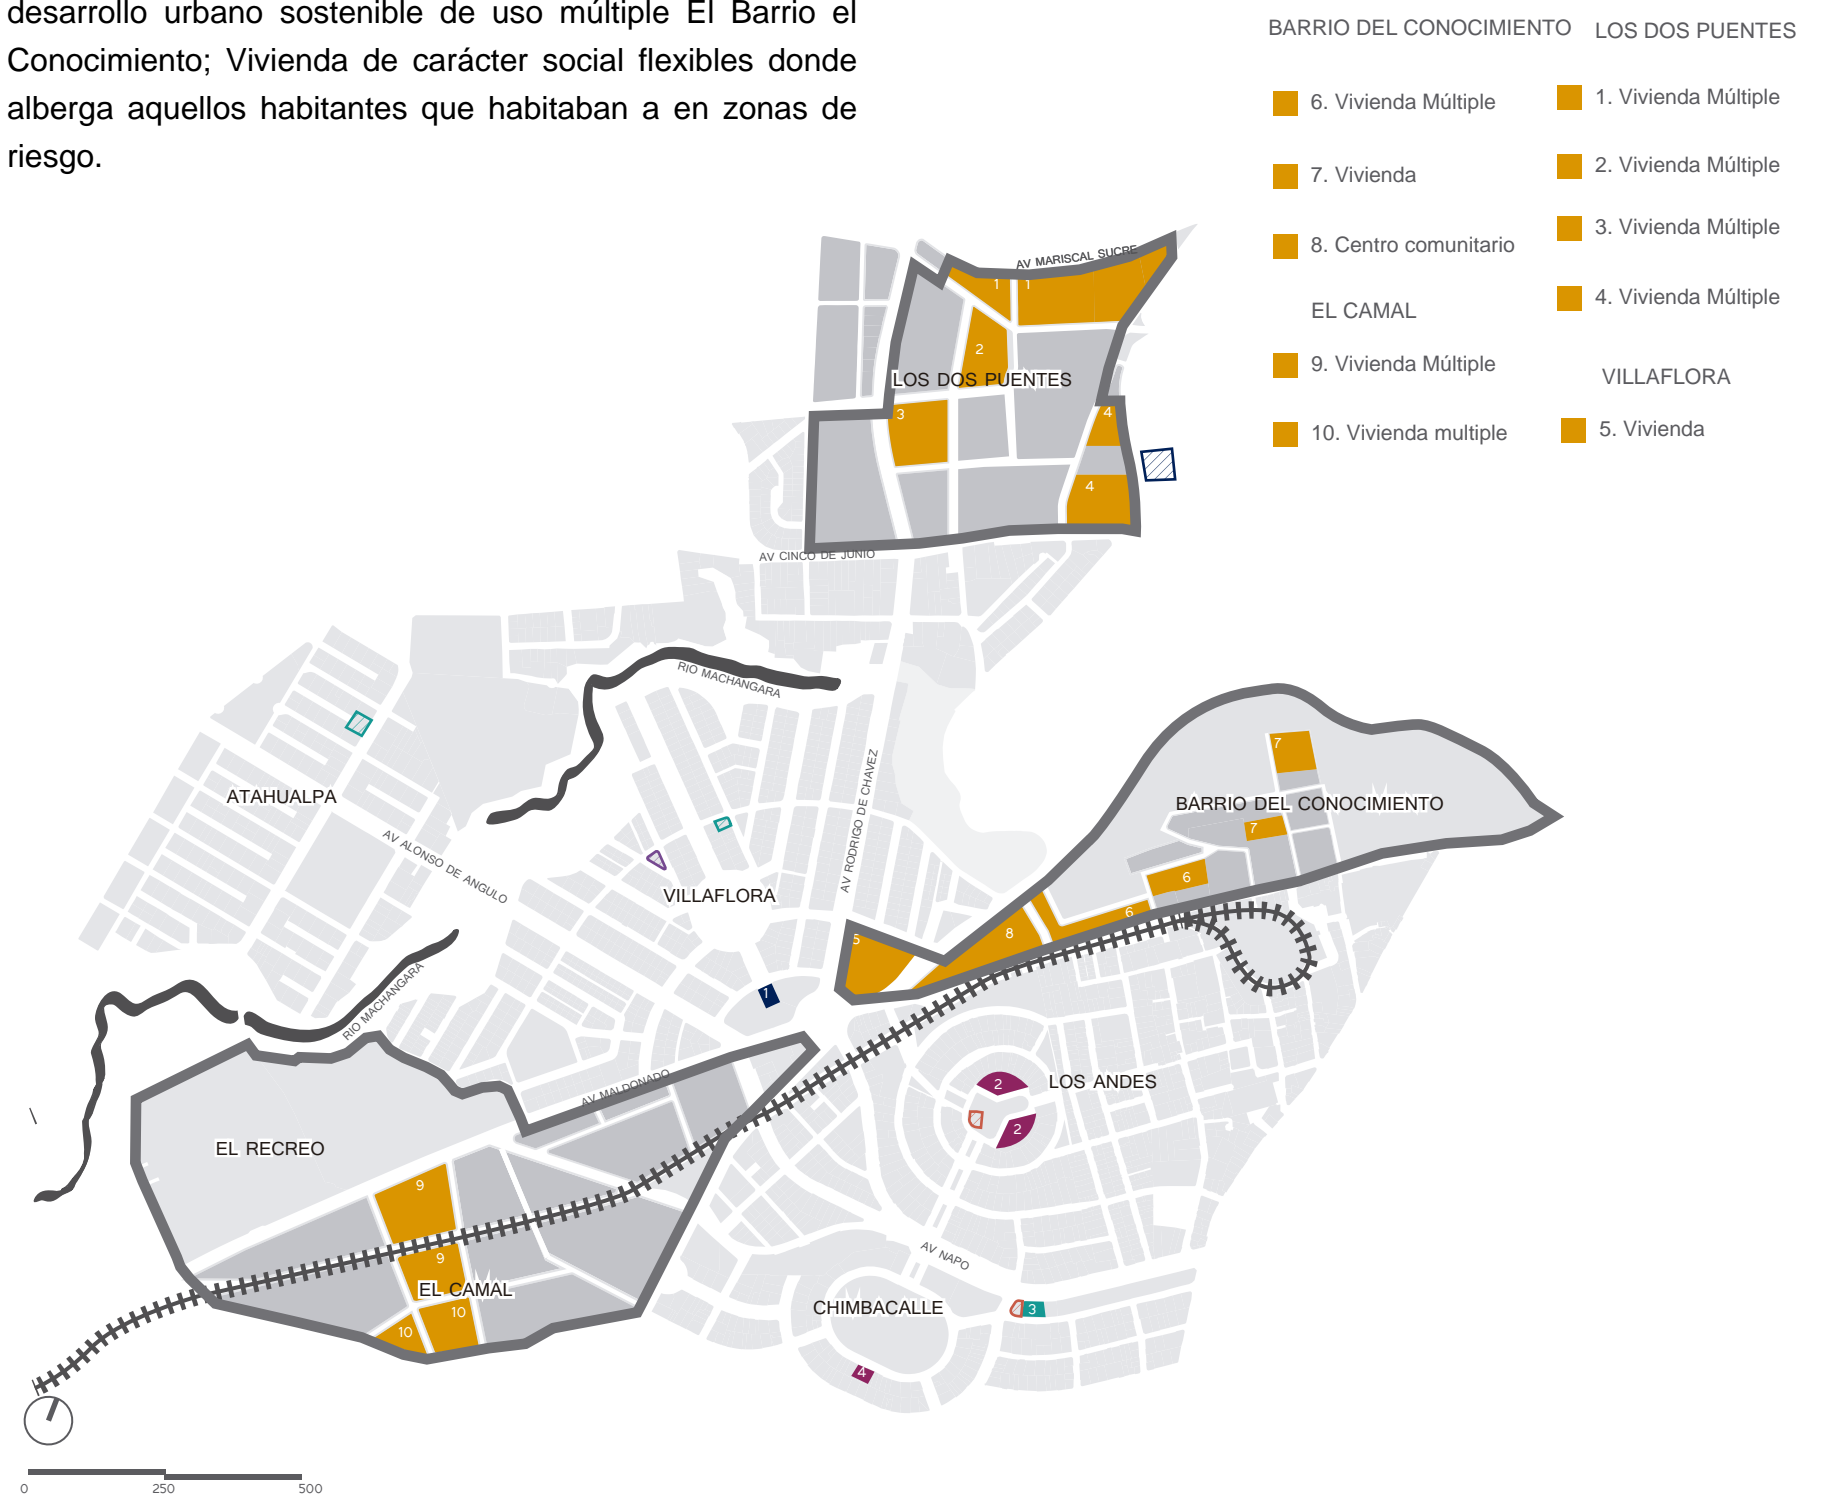 desarrollo urbano sostenible de uso múltiple El Barrio el
Conocimiento; Vivienda de carácter social flexibles donde
alberga aquellos habitantes que habitaban a en zonas de
riesgo.
BARRIO DEL CONOCIMIENTO
6. Vivienda Múltiple
7. Vivienda
8. Centro comunitario
EL CAMAL
9. Vivienda Múltiple
10. Vivienda multiple
LOS DOS PUENTES
1. Vivienda Múltiple
2. Vivienda Múltiple
3. Vivienda Múltiple
4. Vivienda Múltiple
VILLAFLORA
5. Vivienda
AV MARISCAL SUCRE
1
1
2
LOS DOS PUENTES
3
4
4
AV CINCO DE JUNIO
RIO MACHANGARA
7
ATAHUALPA
BARRIO DEL CONOCIMIENTO
7
AV RODRIGO DE CHAVEZ
AV ALONSO DE ANGULO
VILLAFLORA
6
6
8
5
1
RIO MACHANGARA
AV MALDONADO
2
LOS ANDES
2
EL RECREO
9
9
AV NAPO
EL CAMAL
10
10
CHIMBACALLE
3
4
0
250
500